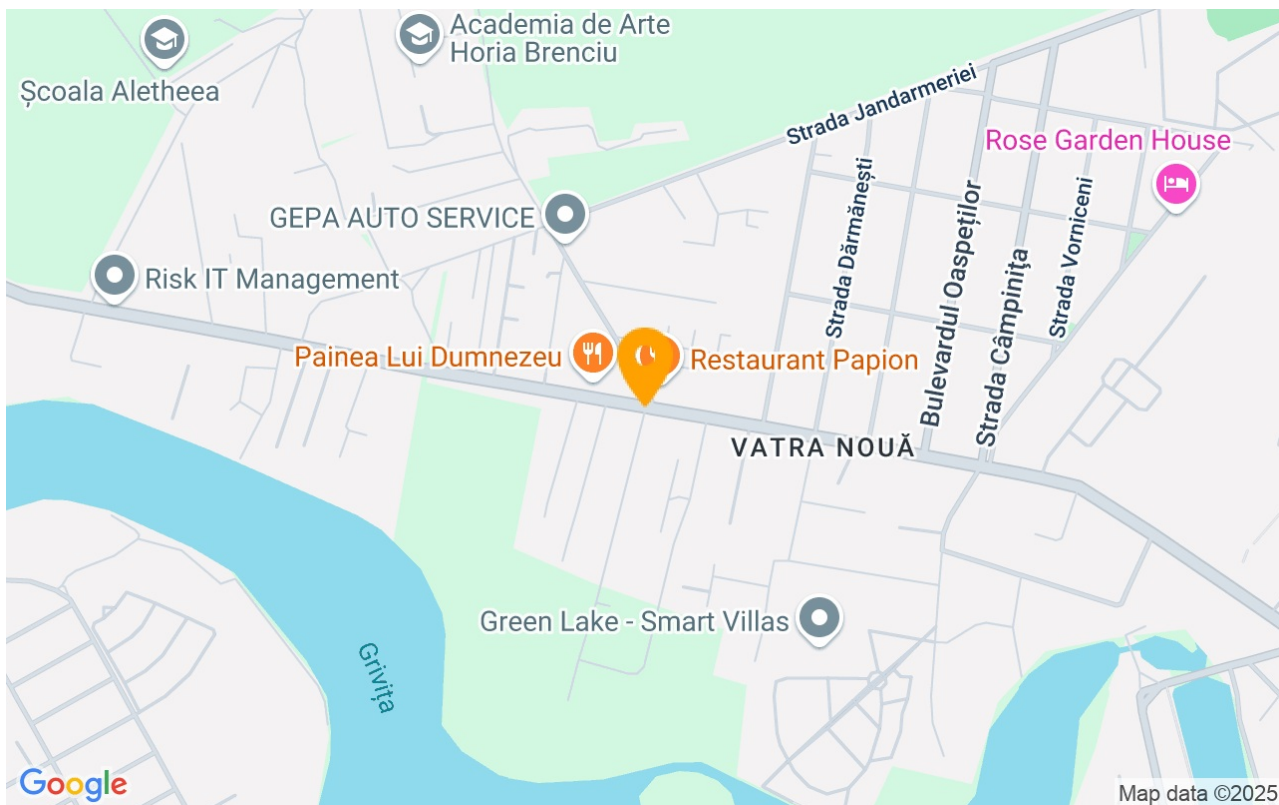 Academia de Arte
Horia Brenciu
Școala Aletheea
Strada Jandarmeriei
Rose Garden House
GEPA AUTO SERVICE
Risk IT Management
Strada Dărmănești
Bulevardul Oaspeților
Strada Câmpinița
Strada Vorniceni
Painea Lui Dumnezeu
Restaurant Papion
VATRA NOUĂ
Green Lake - Smart Villas
Grivița
Google
Map data ©2025